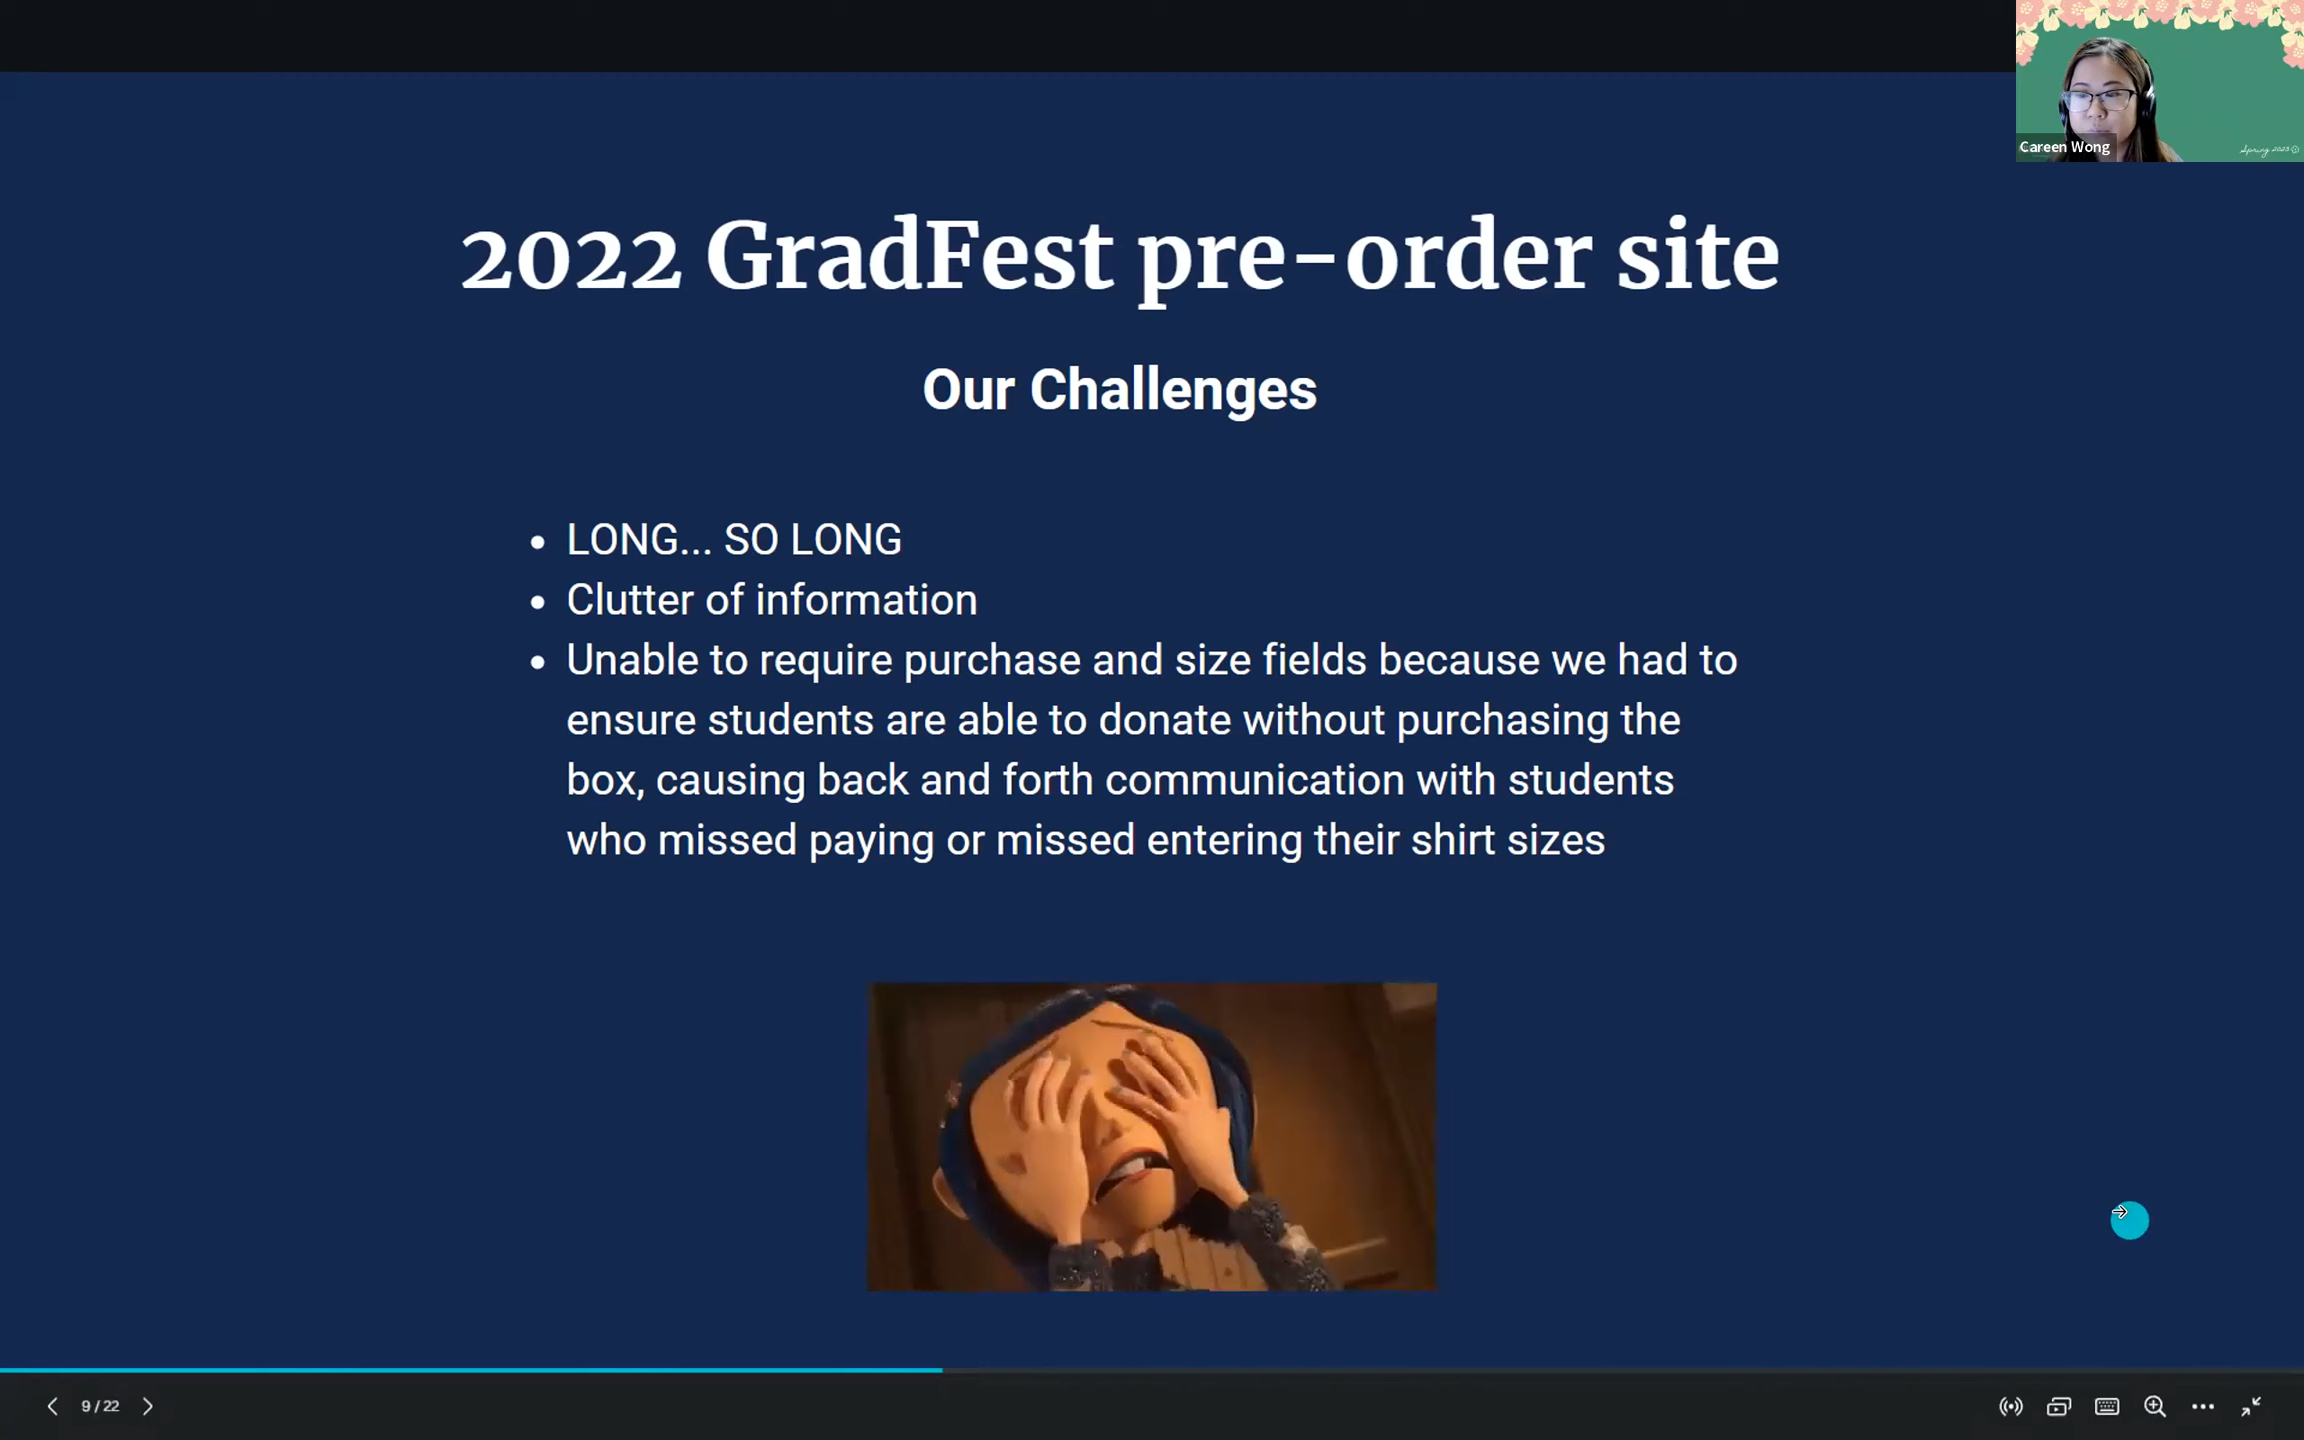 Careen Wong
Spring 2023
2022 GradFest pre-order site
Our Challenges
• LONG... SO LONG
• Clutter of information
• Unable to require purchase and size fields because we had to
ensure students are able to donate without purchasing the
box, causing back and forth communication with students
who missed paying or missed entering their shirt sizes
9 / 22